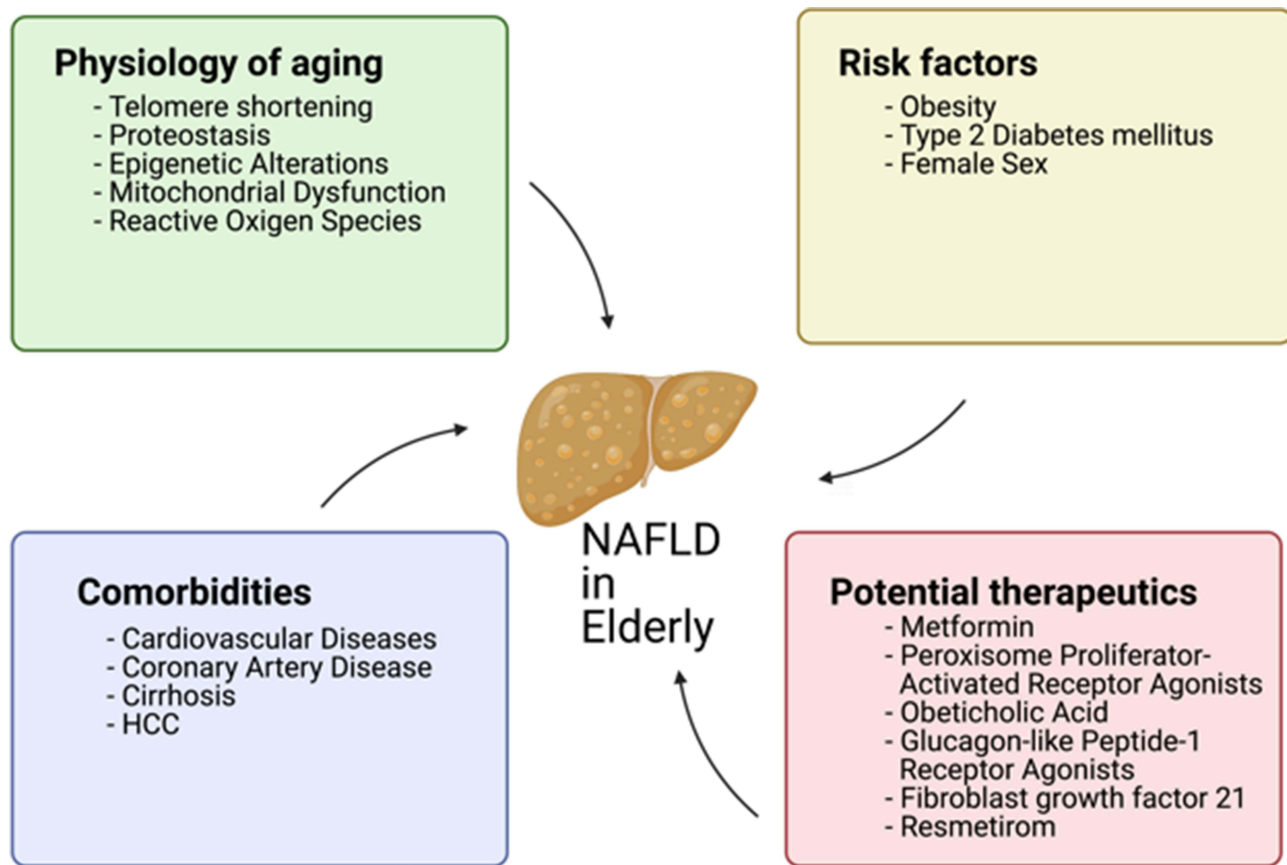 Physiology of aging
- Telomere shortening
- Proteostasis
- Epigenetic Alterations
- Mitochondrial Dysfunction
- Reactive Oxigen Species
Risk factors
- Obesity
- Type 2 Diabetes mellitus
- Female Sex
NAFLD
in
Elderly
Comorbidities
- Cardiovascular Diseases
- Coronary Artery Disease
- Cirrhosis
- HCC
Potential therapeutics
- Metformin
- Peroxisome Proliferator-
Activated Receptor Agonists
- Obeticholic Acid
- Glucagon-like Peptide-1
Receptor Agonists
- Fibroblast growth factor 21
- Resmetirom